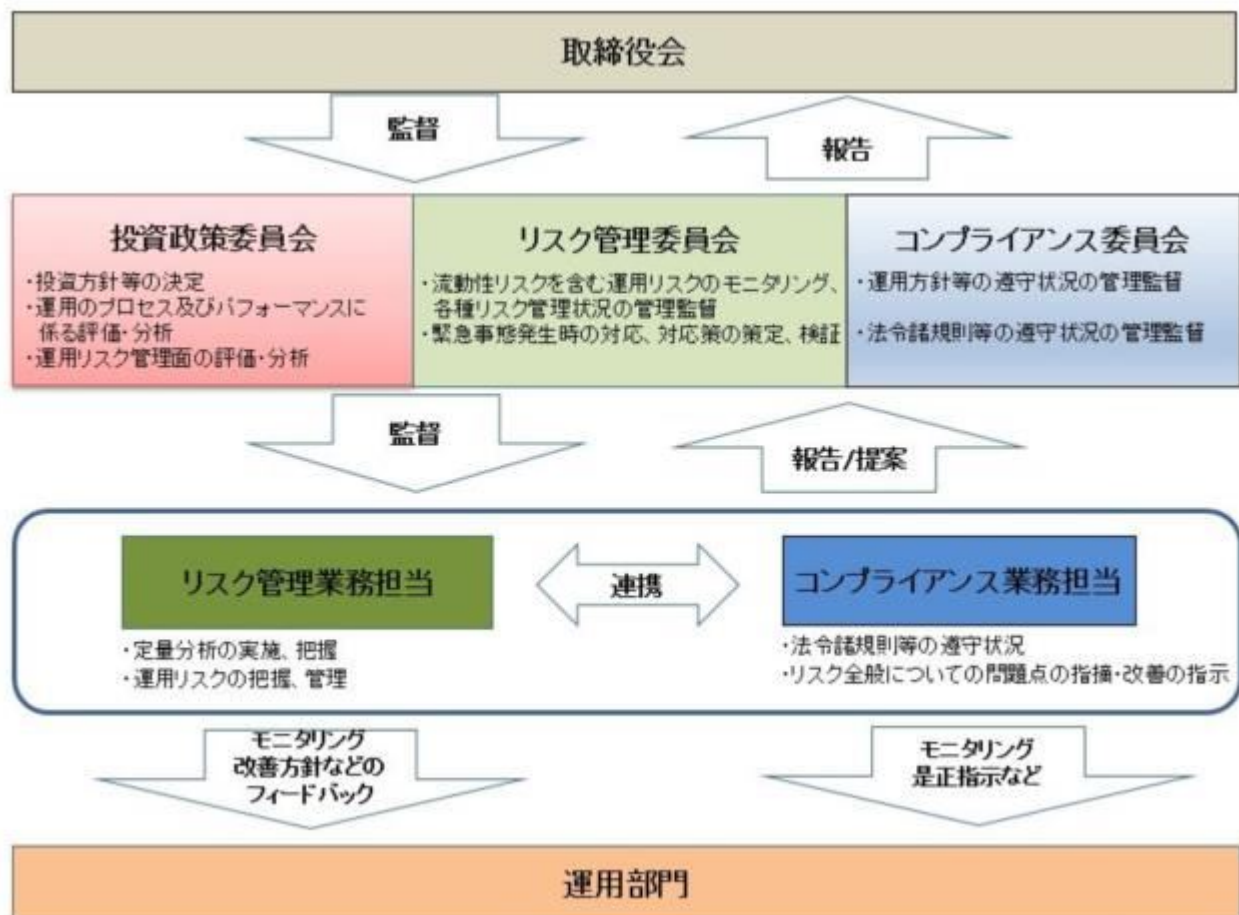 取締役会
監督
報告
投資政策委員会
・投資方針等の決定
・運用のプロセス及びパフォーマンスに
係る評価・分析
・運用リスク管理面の評価・分析
リスク管理委員会
・流動性リスクを含む運用リスクのモニタリング、
各種リスク管理状況の管理監督
・緊急事態発生時の対応、対応策の策定、検証
コンプライアンス委員会
・運用方針等の遵守状況の管理監督
・法令諸規則等の遵守状況の管理監督
監督
報告/提案
リスク管理業務担当
・定量分析の実施、把握
・運用リスクの把握、管理
連携
コンプライアンス業務担当
・法令諸規則等の遵守状況
・リスク全般についての問題点の指摘・改善の指示
モニタリング
改善方針などの
フィードバック
モニタリング
是正指示など
運用部門